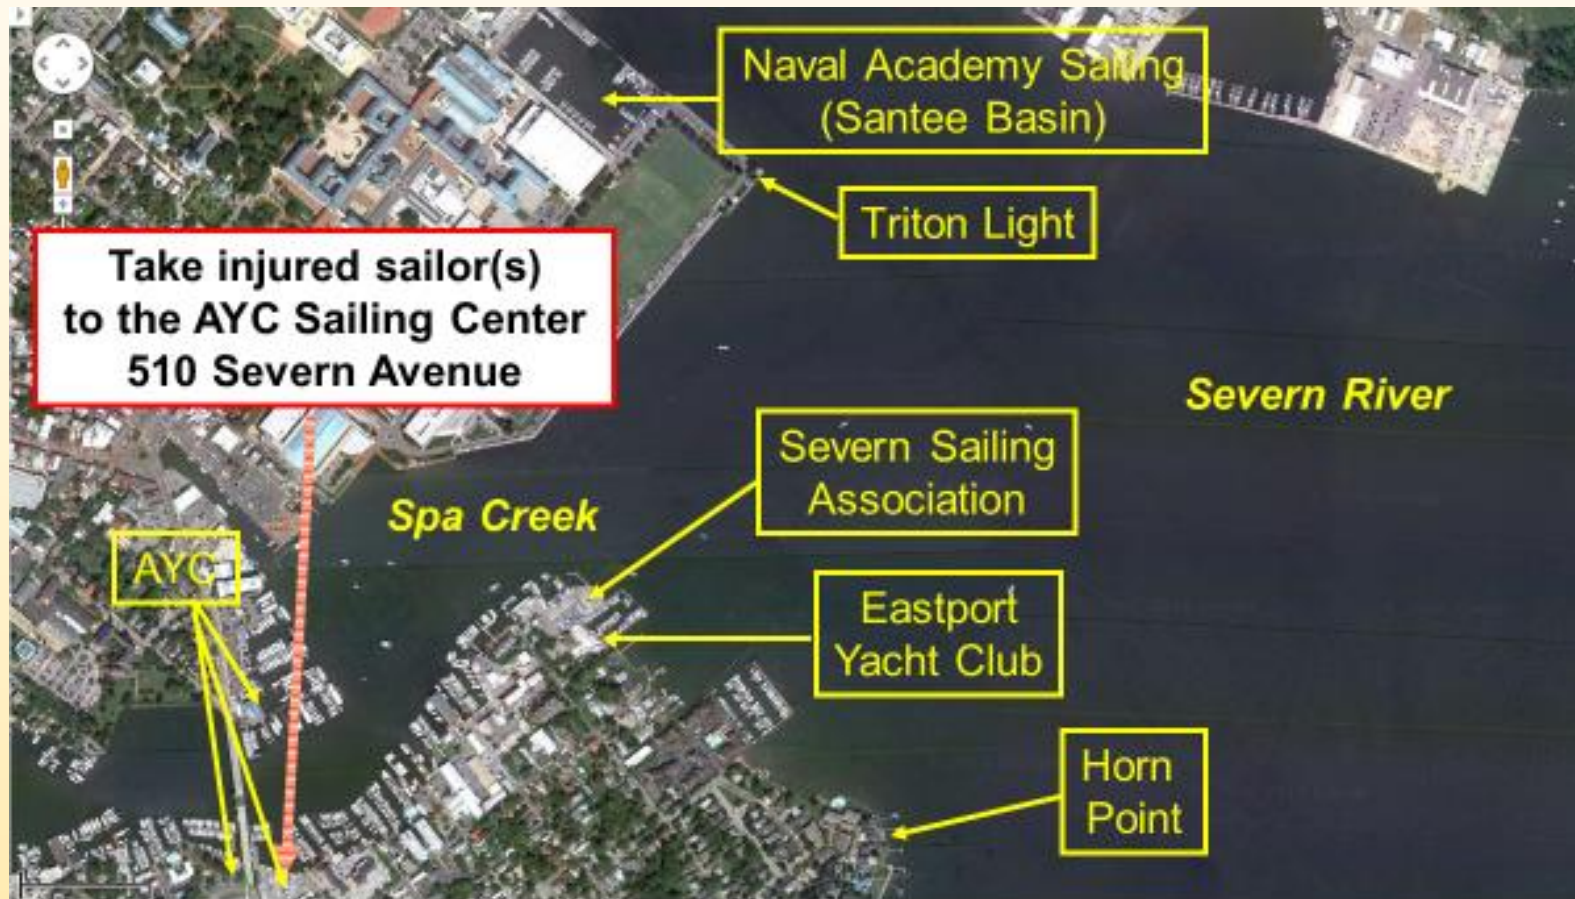 Naval Academy Sailing
(Santee Basin)
Triton Light
Take injured sailor(s)
to the AYC Sailing Center
510 Severn Avenue
Severn River
Severn Sailing
Association
Spa Creek
AYC
Eastport
Yacht Club
Horn
Point